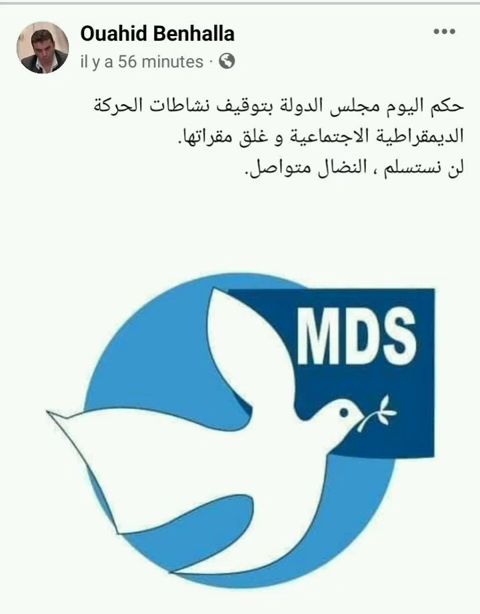 Ouahid Benhalla
il y a 56 minutes ·
حكم اليوم مجلس الدولة بتوقيف نشاطات الحركة
الديمقراطية الاجتماعية و غلق مقراتها.
لن نستسلم ، النضال متواصل.
MDS